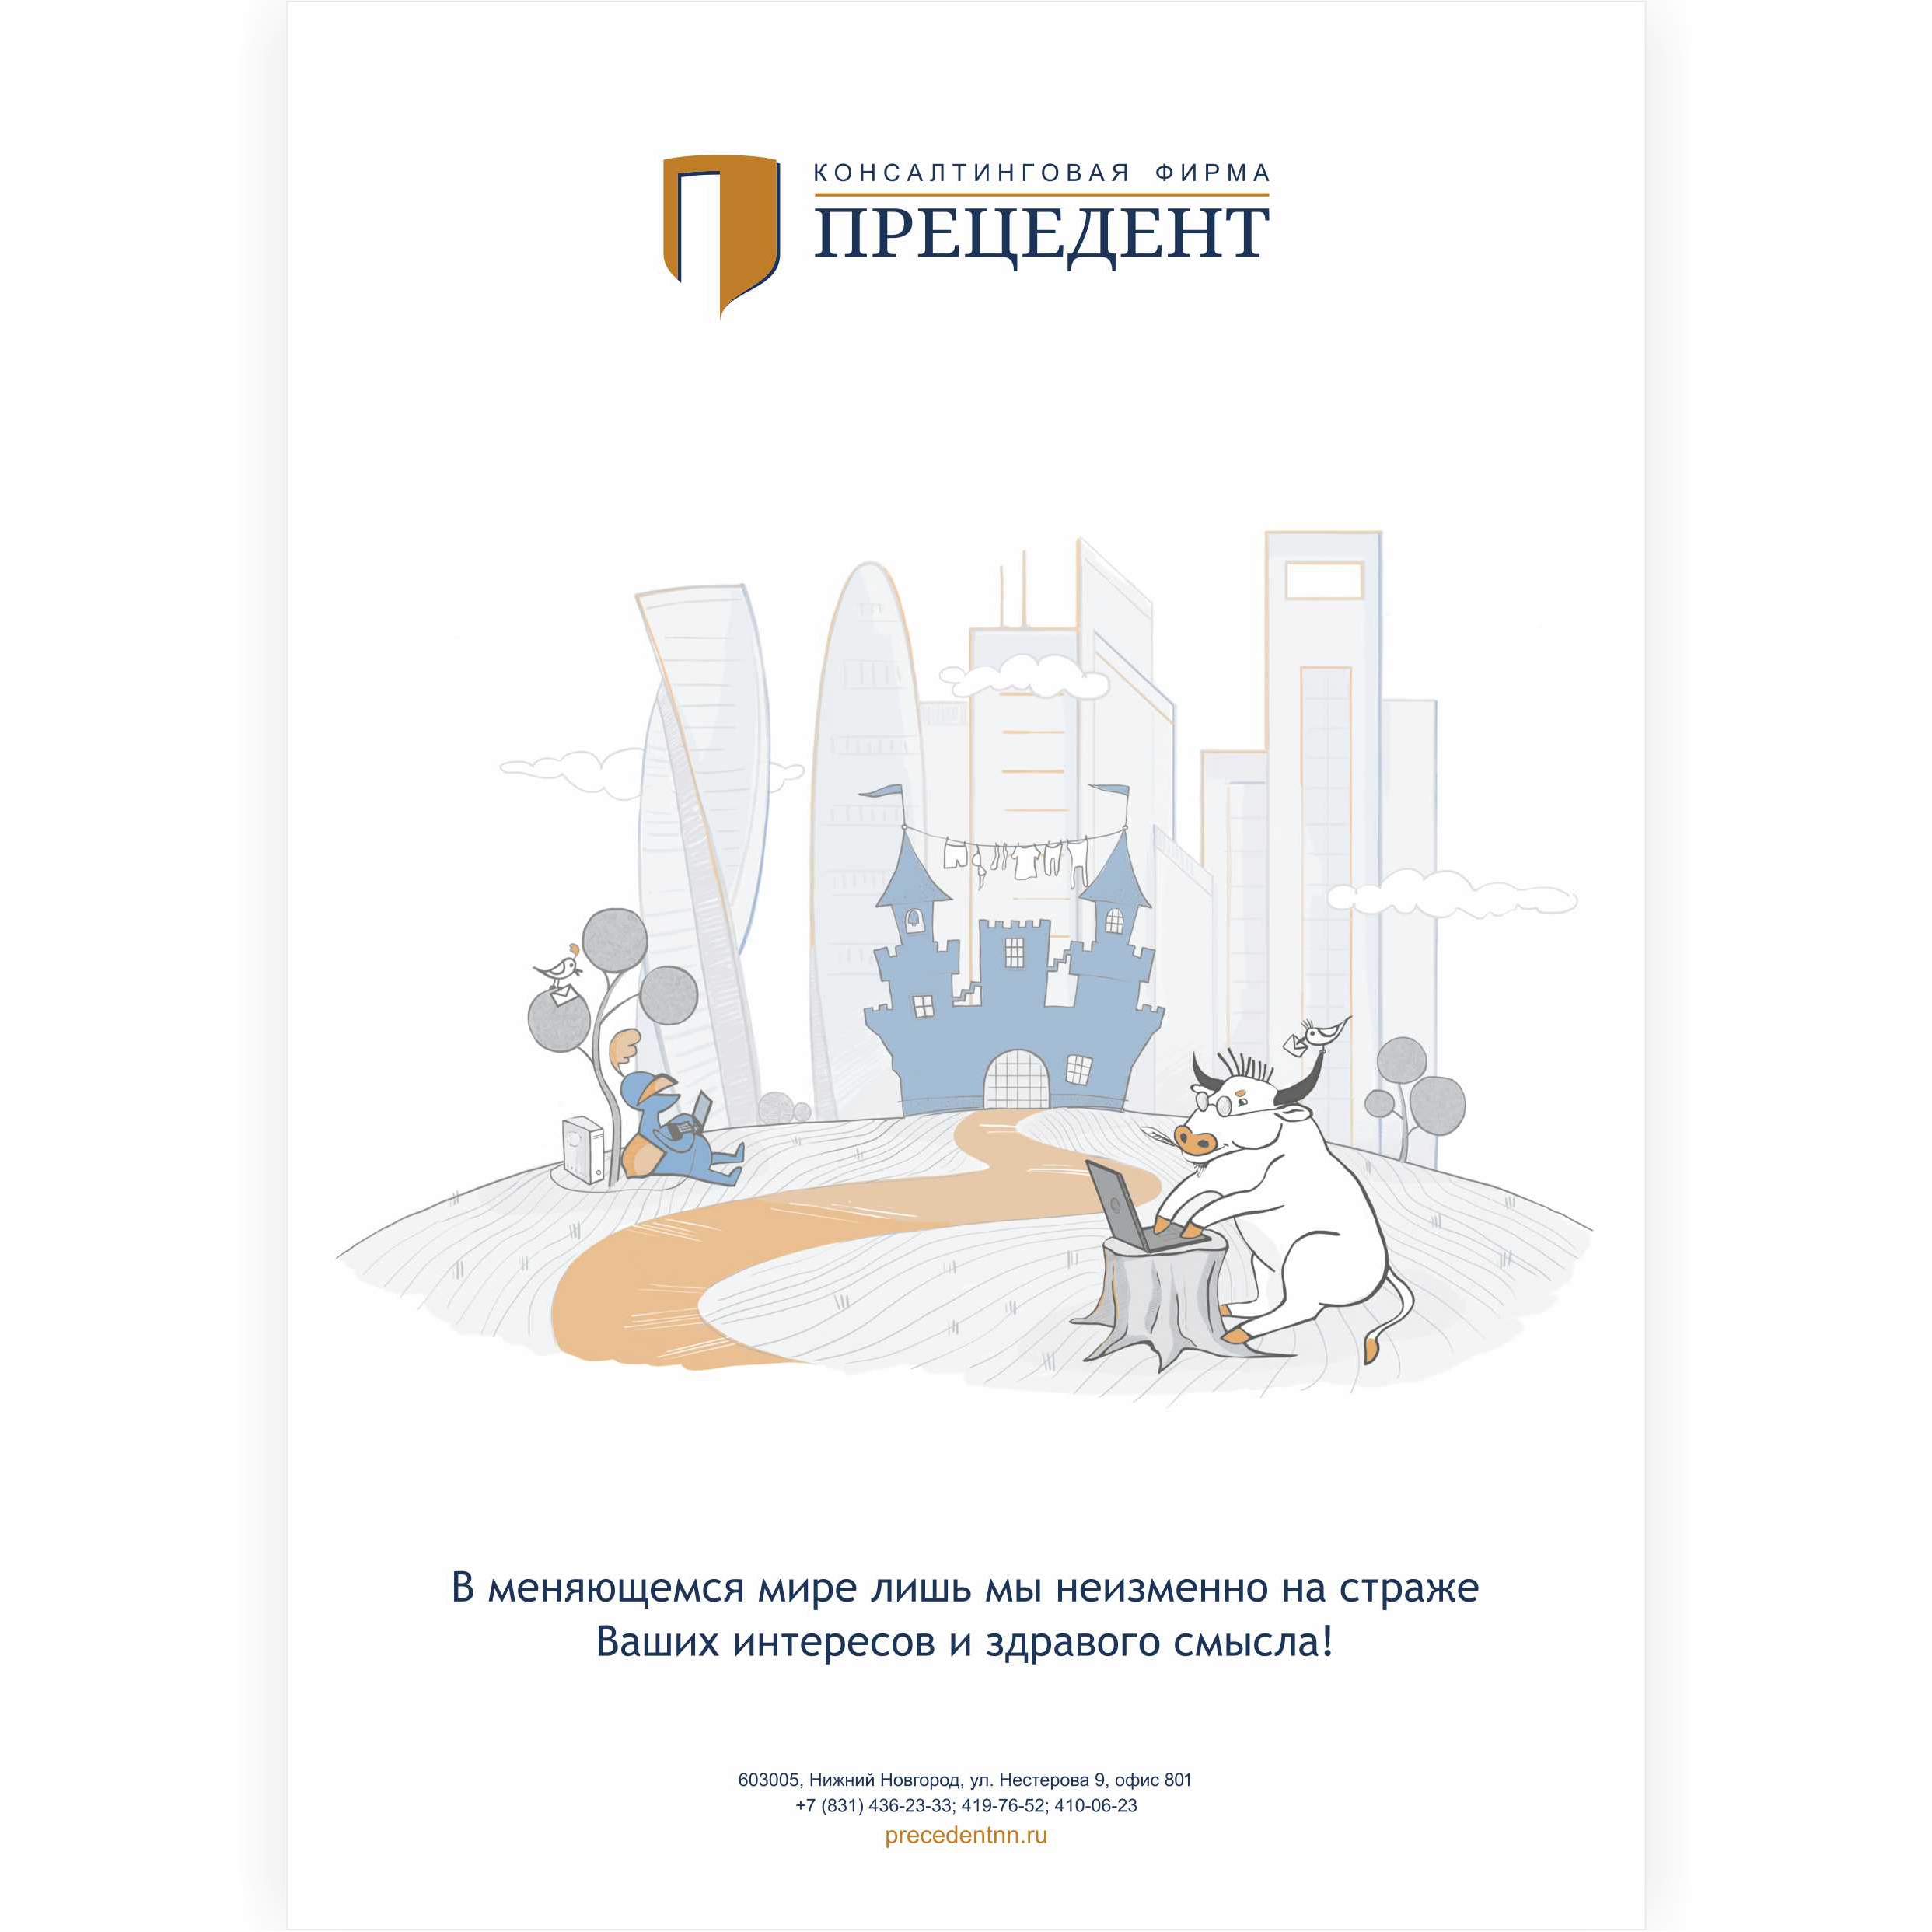 КОНСАЛТИНГОВАЯ ФИРМА
ПРЕЦЕДЕНТ
В меняющемся мире лишь мы неизменно на страже
Ваших интересов и здравого смысла!
603005, Нижний Новгород, ул. Нестерова 9, офис 801
+7 (831) 436-23-33; 419-76-52; 410-06-23
precedentnn.ru